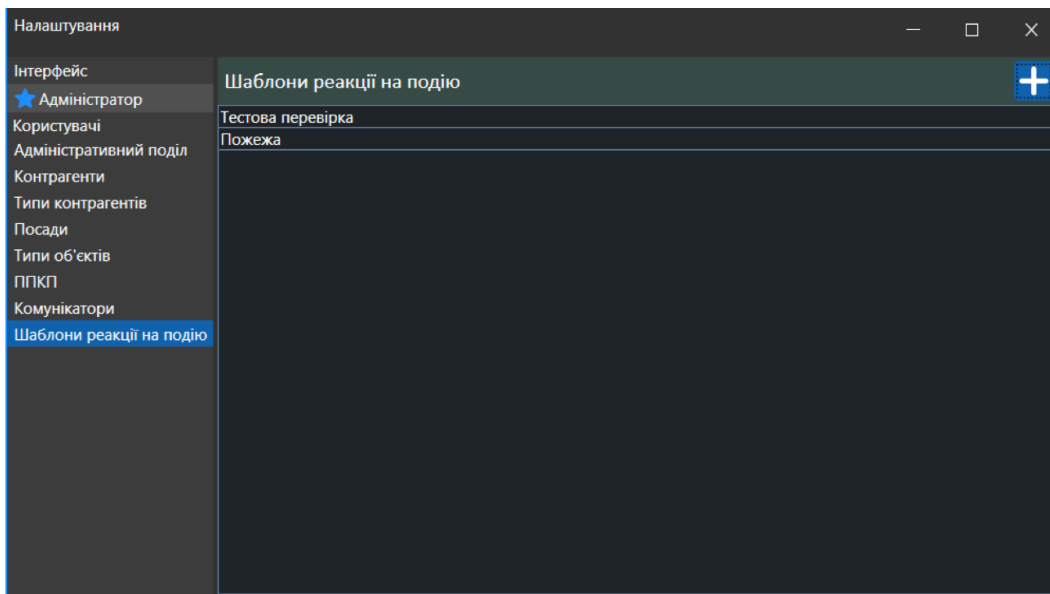 Налаштування
Інтерфейс
Адміністратор
Користувачі
Адміністративний поділ
Контрагенти
Типи контрагентів
Посади
Типи об'єктів
ППКП
Комунікатори
Шаблони реакції на подію
Шаблони реакції на подію
Тестова перевірка
Пожежа